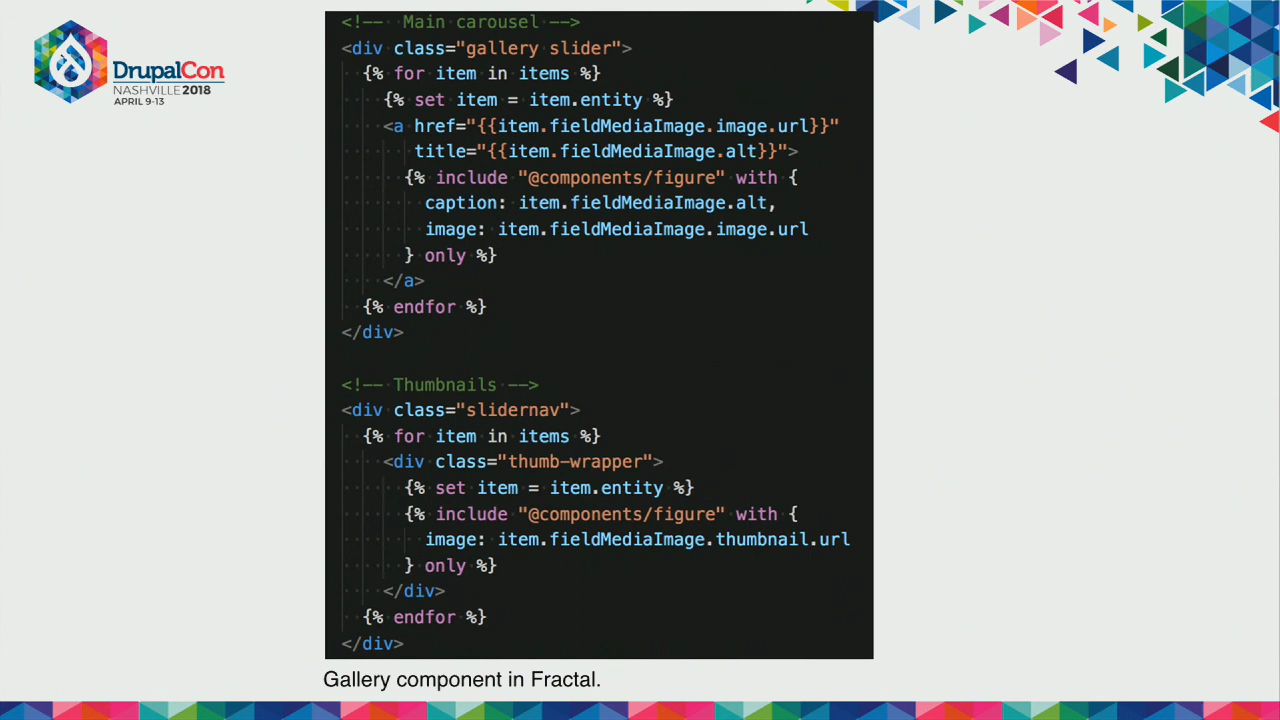 DrupalCon
NASHVILLE 2018
APRIL 9-13
<!-- Main carousel -->
<div class="gallery slider">
  {% for item in items %}
    {% set item = item.entity %}
    <a href="{{item.fieldMediaImage.image.url}}"
       title="{{item.fieldMediaImage.alt}}">
      {% include "@components/figure" with {
        caption: item.fieldMediaImage.alt,
        image: item.fieldMediaImage.image.url
      } only %}
    </a>
  {% endfor %}
</div>

<!-- Thumbnails -->
<div class="slidernav">
  {% for item in items %}
    <div class="thumb-wrapper">
      {% set item = item.entity %}
      {% include "@components/figure" with {
        image: item.fieldMediaImage.thumbnail.url
      } only %}
    </div>
  {% endfor %}
</div>
Gallery component in Fractal.